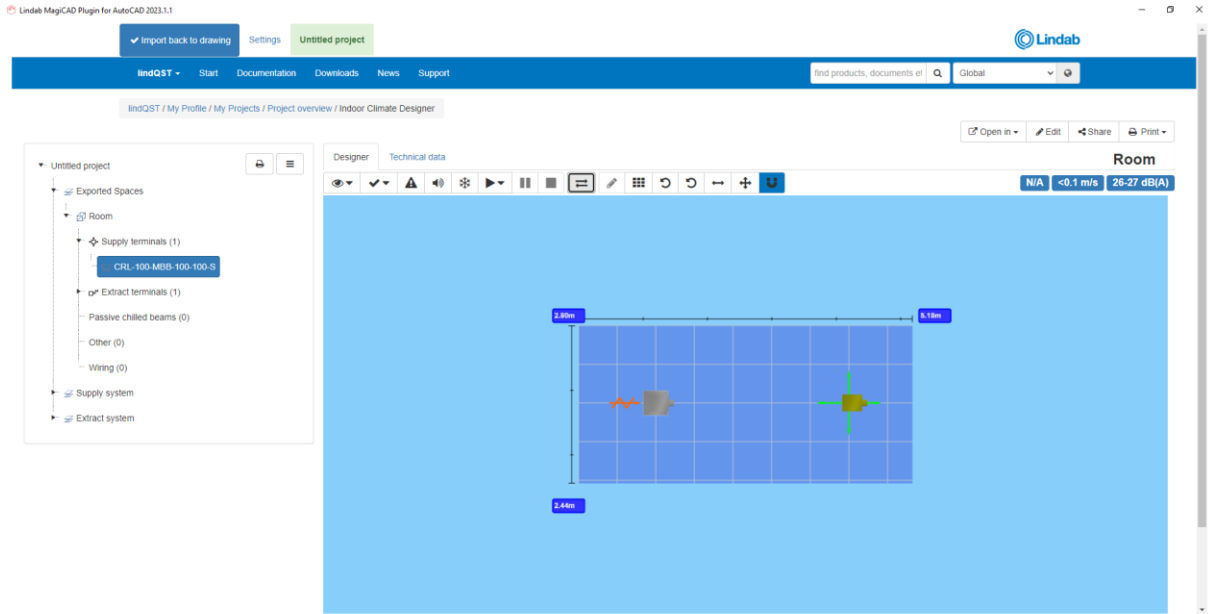 Lindab MagiCAD Plugin for AutoCAD 2023.1.1
Import back to drawing Settings Untitled project
Lindab
lindQST Start Documentation Downloads News Support
find products, documents et Global
lindQST / My Profile / My Projects / Project overview / Indoor Climate Designer
Open in Edit Share Print
Designer Technical data
Room
N/A <0.1 m/s 26-27 dB(A)
Untitled project
Exported Spaces
Room
Supply terminals (1)
CRL-100-MBB-100-100-S
Extract terminals (1)
Passive chilled beams (0)
Other (0)
Wiring (0)
Supply system
Extract system
2.80m
5.18m
2.44m